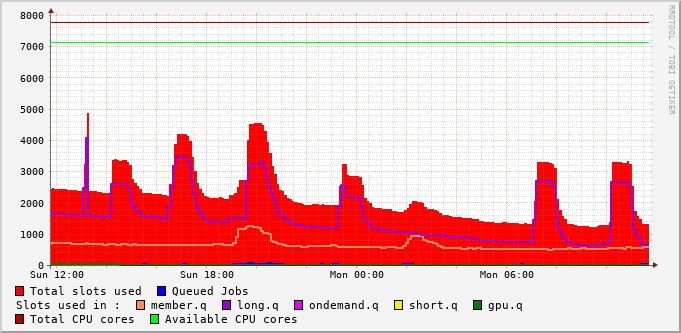 8000
7000
6000
5000
4000
3000
2000
1000
0
Sun 12:00 Sun 18:00 Mon 00:00 Mon 06:00
RRDTOOL / TOBI OETIKER
Total slots used Queued Jobs
Slots used in : member.q long.q ondemand.q short.q gpu.q
Total CPU cores Available CPU cores